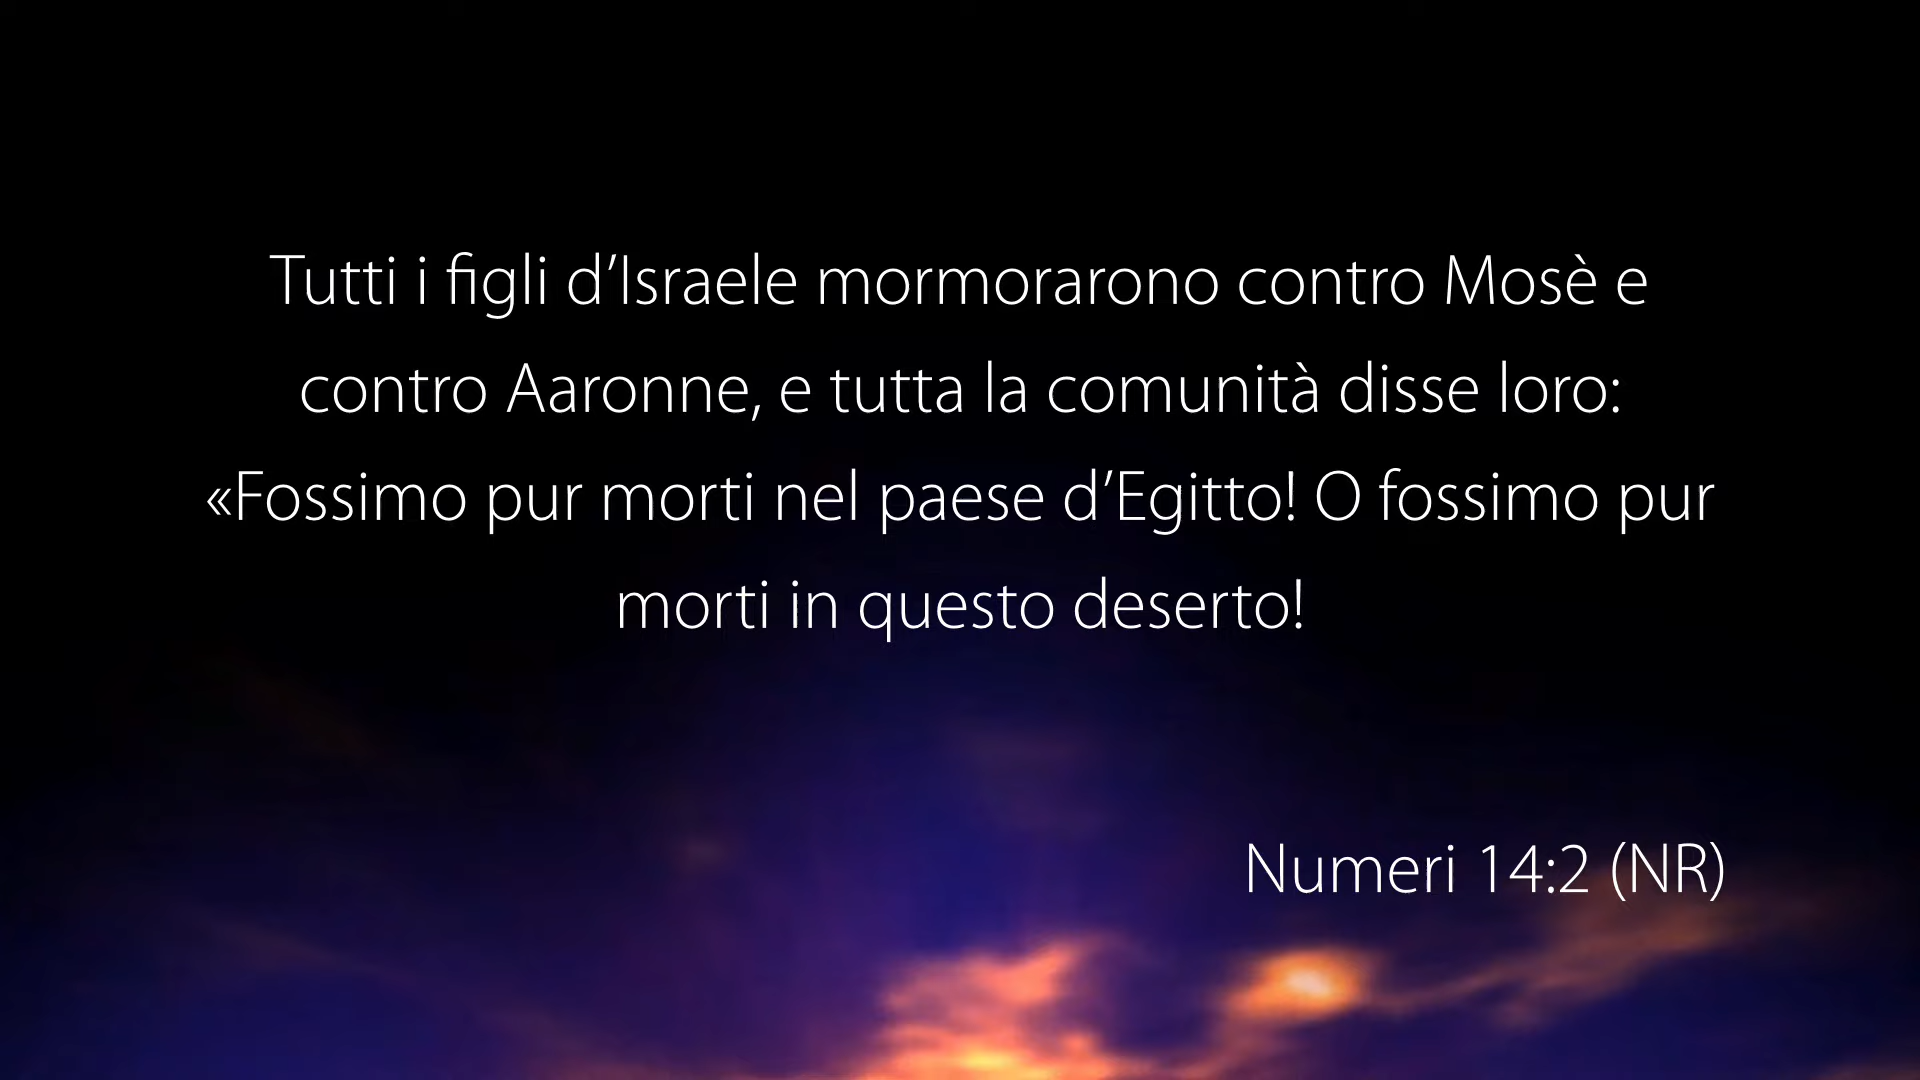 Tutti i figli d’Israele mormorarono contro Mosè e
contro Aaronne, e tutta la comunità disse loro:
«Fossimo pur morti nel paese d’Egitto! O fossimo pur
morti in questo deserto!
Numeri 14:2 (NR)